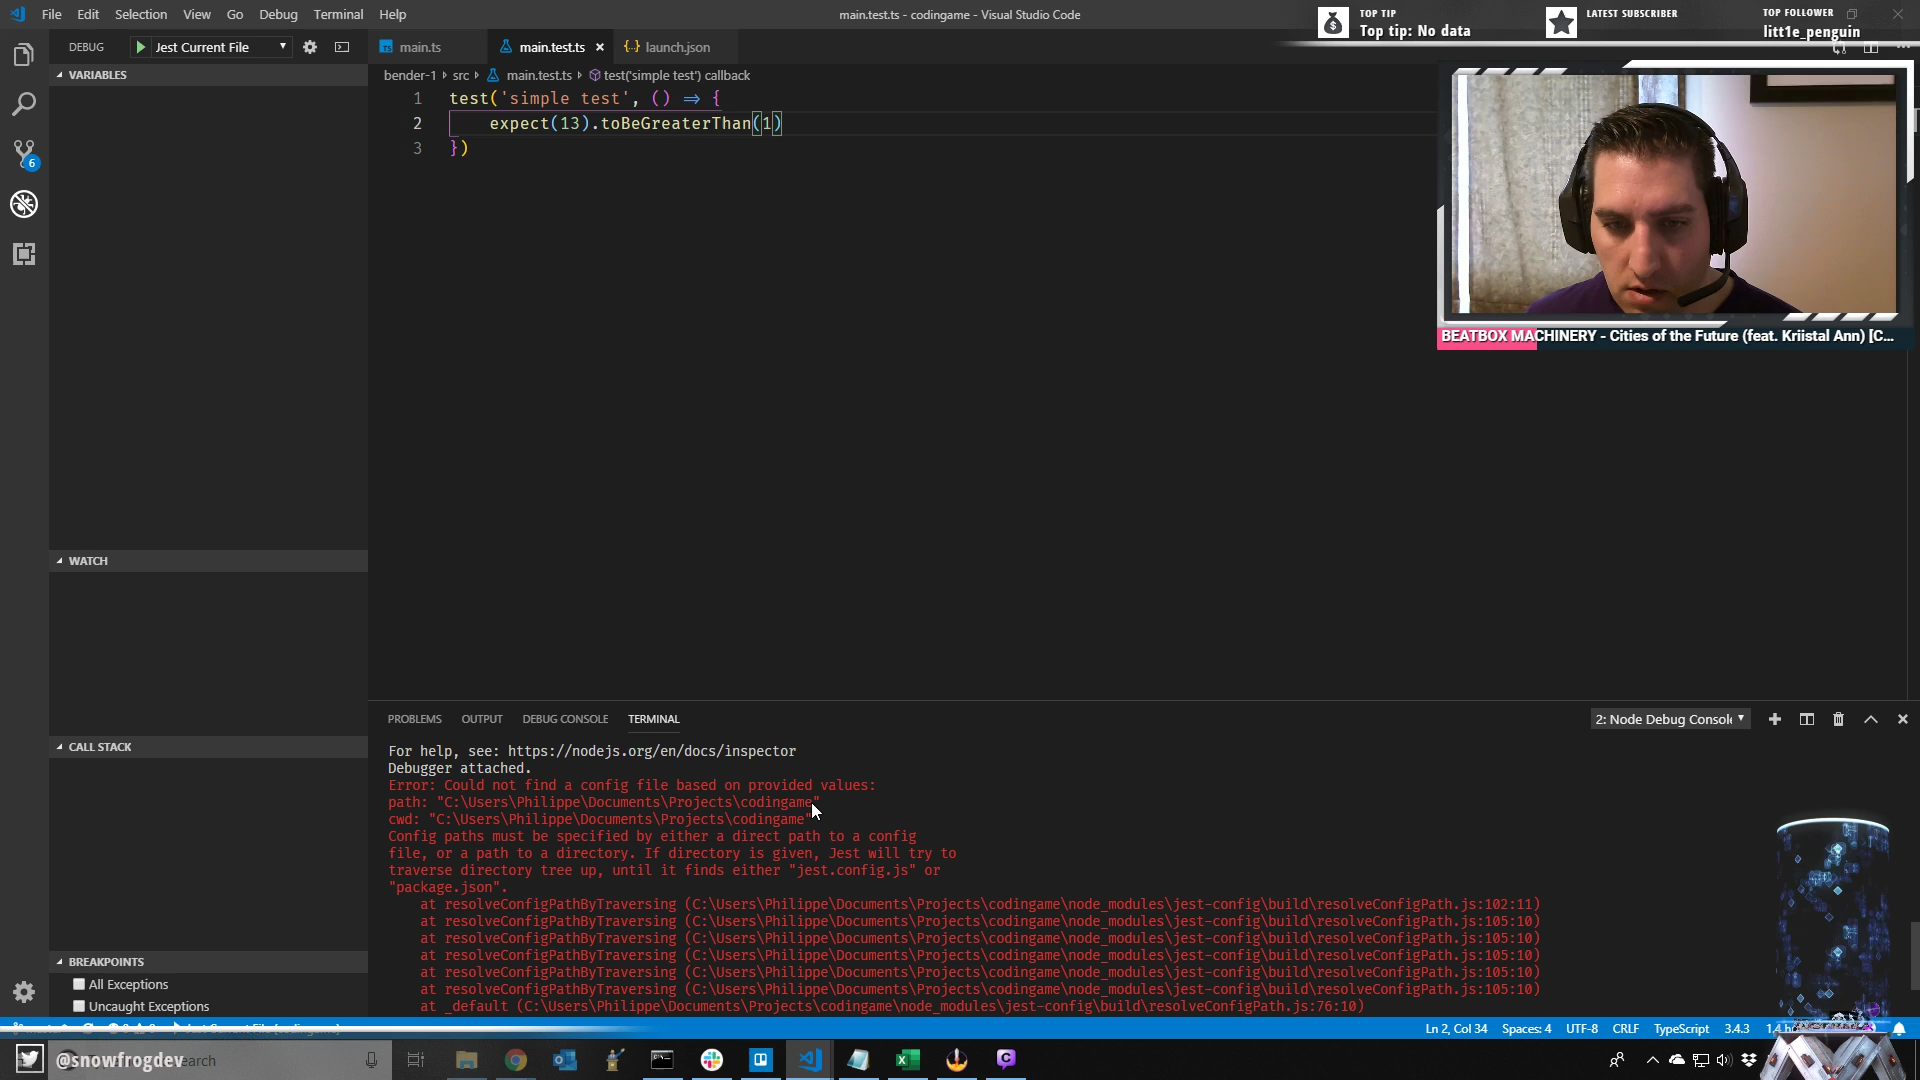 File Edit Selection View Go Debug Terminal Help
main.test.ts - codingame - Visual Studio Code
TOP TIP
Top tip: No data
LATEST SUBSCRIBER
TOP FOLLOWER
litt1e_penguin
DEBUG Jest Current File
main.ts main.test.ts launch.json
VARIABLES
bender-1 src main.test.ts test('simple test') callback
1 test('simple test', () => {
2 expect(13).toBeGreaterThan(1)
3 })
6
BEATBOX MACHINERY - Cities of the Future (feat. Kriistal Ann) [C...
WATCH
CALL STACK
BREAKPOINTS
All Exceptions
Uncaught Exceptions
PROBLEMS OUTPUT DEBUG CONSOLE TERMINAL
2: Node Debug Console
For help, see: https://nodejs.org/en/docs/inspector
Debugger attached.
Error: Could not find a config file based on provided values:
path: "C:\Users\Philippe\Documents\Projects\codingame"
cwd: "C:\Users\Philippe\Documents\Projects\codingame"
Config paths must be specified by either a direct path to a config
file, or a path to a directory. If directory is given, Jest will try to
traverse directory tree up, until it finds either "jest.config.js" or
"package.json".
at resolveConfigPathByTraversing (C:\Users\Philippe\Documents\Projects\codingame\node_modules\jest-config\build\resolveConfigPath.js:102:11)
at resolveConfigPathByTraversing (C:\Users\Philippe\Documents\Projects\codingame\node_modules\jest-config\build\resolveConfigPath.js:105:10)
at resolveConfigPathByTraversing (C:\Users\Philippe\Documents\Projects\codingame\node_modules\jest-config\build\resolveConfigPath.js:105:10)
at resolveConfigPathByTraversing (C:\Users\Philippe\Documents\Projects\codingame\node_modules\jest-config\build\resolveConfigPath.js:105:10)
at resolveConfigPathByTraversing (C:\Users\Philippe\Documents\Projects\codingame\node_modules\jest-config\build\resolveConfigPath.js:105:10)
at resolveConfigPathByTraversing (C:\Users\Philippe\Documents\Projects\codingame\node_modules\jest-config\build\resolveConfigPath.js:105:10)
at _default (C:\Users\Philippe\Documents\Projects\codingame\node_modules\jest-config\build\resolveConfigPath.js:76:10)
Ln 2, Col 34 Spaces: 4 UTF-8 CRLF TypeScript 3.4.3
@snowfrogdev